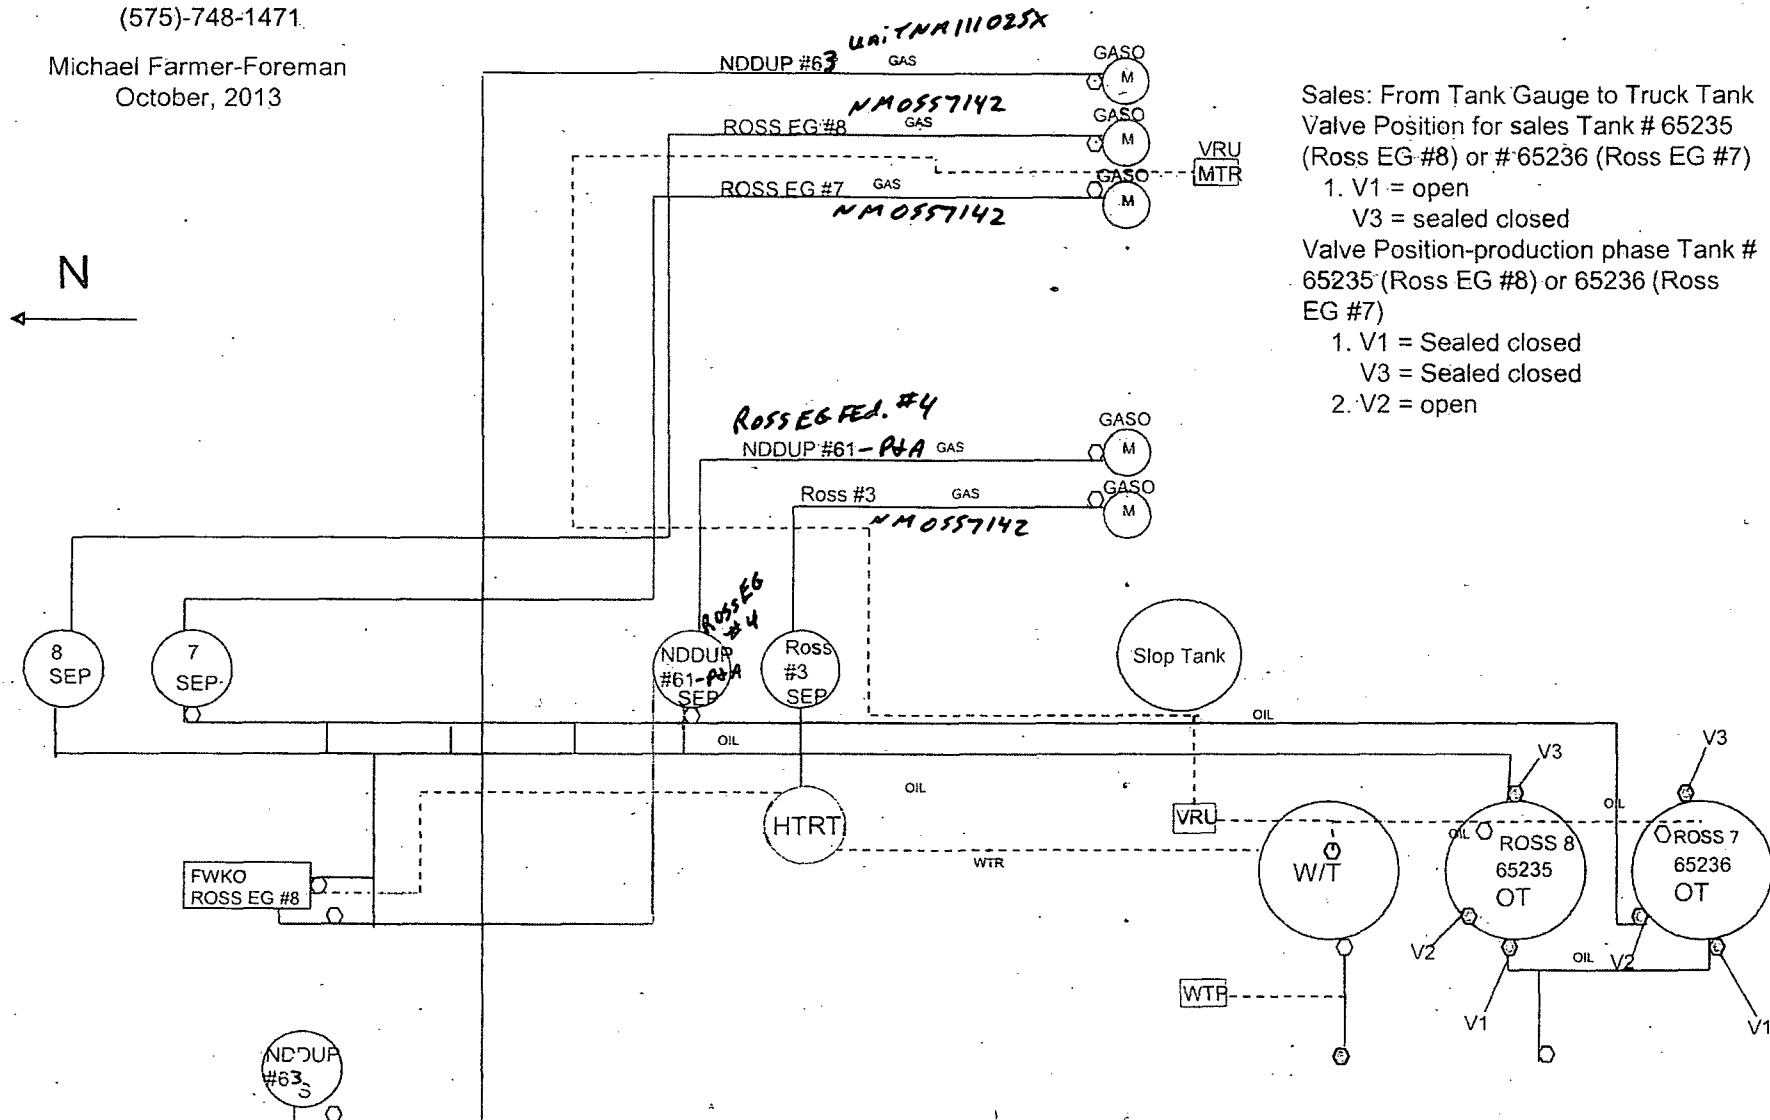 (575)-748-1471
Michael Farmer-Foreman
October, 2013
N
NDDUP #63
UNiT NM111025X
GAS
GASO
M
ROSS EG #8
NM0557142
GAS
GASO
M
VRU
MTR
ROSS EG #7
GAS
NM0557142
GASO
M
Sales: From Tank Gauge to Truck Tank
Valve Position for sales Tank # 65235
(Ross EG #8) or # 65236 (Ross EG #7)
1. V1 = open
V3 = sealed closed
Valve Position-production phase Tank #
65235 (Ross EG #8) or 65236 (Ross
EG #7)
1. V1 = Sealed closed
V3 = Sealed closed
2. V2 = open
Ross EG FEd. #4
NDDUP #61 - P&A
GAS
GASO
M
Ross #3
GAS
NM0557142
GASO
M
8
SEP
7
SEP
Ross EG
#4
NDDUP
#61 - P&A
SEP
Ross
#3
SEP
Slop Tank
OIL
OIL
OIL
HTRT
WTR
VRU
FWKO
ROSS EG #8
W/T
V3
OIL
ROSS 8
65235
OT
V3
OIL
ROSS 7
65236
OT
V2
V2
OIL
V1
V1
WTP
NDDUP
#63
S